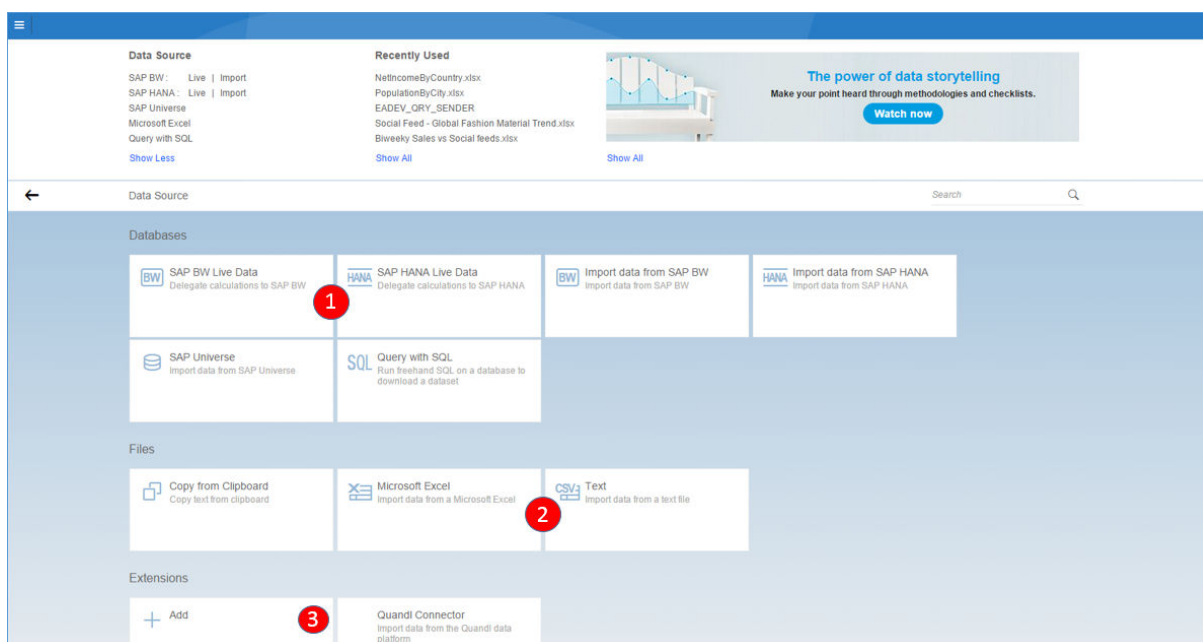 Data Source
SAP BW : Live | Import
SAP HANA : Live | Import
SAP Universe
Microsoft Excel
Query with SQL
Show Less
Recently Used
NetIncomeByCountry.xlsx
PopulationByCity.xlsx
EADEV_QRY_SENDER
Social Feed - Global Fashion Material Trend.xlsx
Biweeky Sales vs Social feeds.xlsx
Show All
The power of data storytelling
Make your point heard through methodologies and checklists.
Watch now
Show All
Data Source
Search
Databases
BW
SAP BW Live Data
Delegate calculations to SAP BW
1
HANA
SAP HANA Live Data
Delegate calculations to SAP HANA
BW
Import data from SAP BW
Import data from SAP BW
HANA
Import data from SAP HANA
Import data from SAP HANA
SAP Universe
Import data from SAP Universe
SQL
Query with SQL
Run freehand SQL on a database to
download a dataset
Files
Copy from Clipboard
Copy text from clipboard
Microsoft Excel
Import data from a Microsoft Excel
2
CSV
Text
Import data from a text file
Extensions
Add
3
Quandl Connector
Import data from the Quandl data
platform